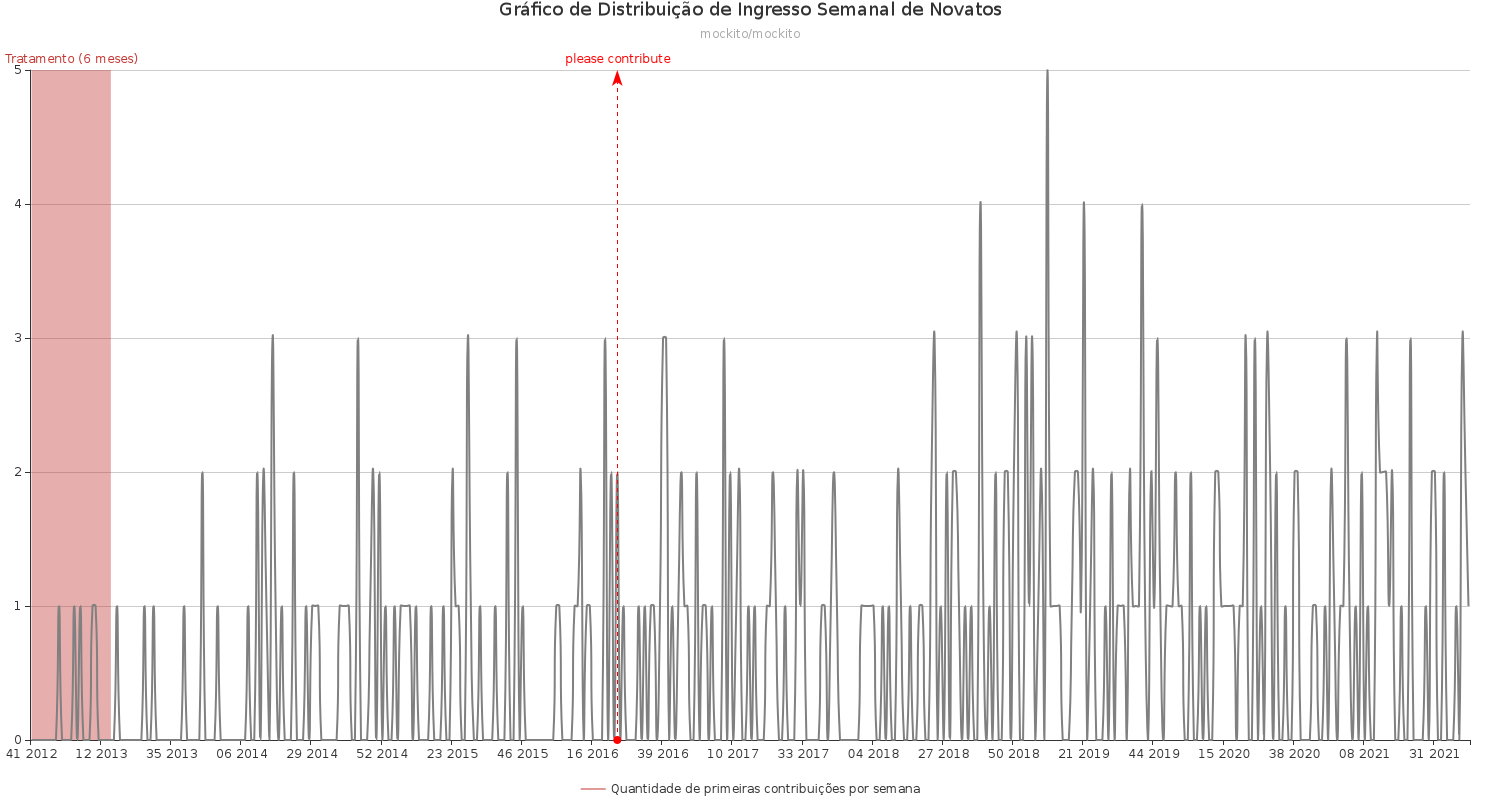 Gráfico de Distribuição de Ingresso Semanal de Novatos
mockito/mockito
Tratamento (6 meses)
please contribute
5
4
3
2
1
0
41 2012 12 2013 35 2013 06 2014 29 2014 52 2014 23 2015 46 2015 16 2016 39 2016 10 2017 33 2017 04 2018 27 2018 50 2018 21 2019 44 2019 15 2020 38 2020 08 2021 31 2021
Quantidade de primeiras contribuições por semana